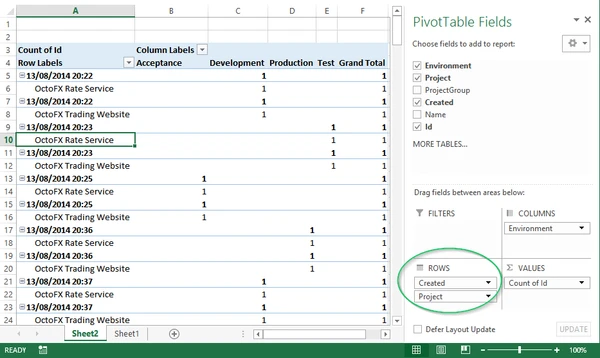 A B C D E F
1
2
3 Count of Id Column Labels
4 Row Labels Acceptance Development Production Test Grand Total
5 13/08/2014 20:22 1 1
6 OctoFX Rate Service 1 1
7 13/08/2014 20:22 1 1
8 OctoFX Trading Website 1 1
9 13/08/2014 20:23 1 1
10 OctoFX Rate Service 1 1
11 13/08/2014 20:23 1 1
12 OctoFX Trading Website 1 1
13 13/08/2014 20:25 1 1
14 OctoFX Rate Service 1 1
15 13/08/2014 20:25 1 1
16 OctoFX Trading Website 1 1
17 13/08/2014 20:36 1 1
18 OctoFX Rate Service 1 1
19 13/08/2014 20:36 1 1
20 OctoFX Trading Website 1 1
21 13/08/2014 20:37 1 1
22 OctoFX Rate Service 1 1
23 13/08/2014 20:37 1 1
24 OctoFX Trading Website 1 1
Sheet2 Sheet1
READY
PivotTable Fields
Choose fields to add to report:
Environment
Project
ProjectGroup
Created
Name
Id
MORE TABLES...
Drag fields between areas below:
FILTERS COLUMNS
Environment
ROWS Σ VALUES
Created Count of Id
Project
Defer Layout Update UPDATE
100%